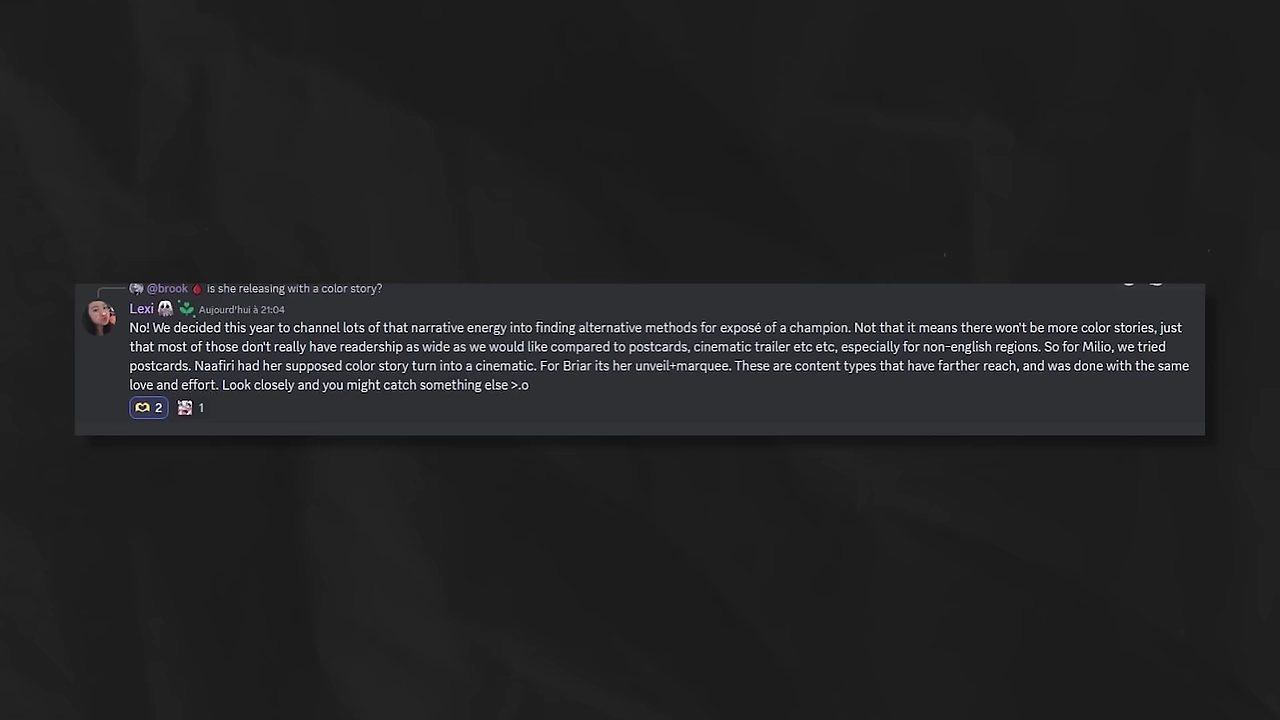 @brook 🩸 is she releasing with a color story?
Lexi Aujourd'hui à 21:04
No! We decided this year to channel lots of that narrative energy into finding alternative methods for exposé of a champion. Not that it means there won't be more color stories, just
that most of those don't really have readership as wide as we would like compared to postcards, cinematic trailer etc etc, especially for non-english regions. So for Milio, we tried
postcards. Naafiri had her supposed color story turn into a cinematic. For Briar its her unveil+marquee. These are content types that have farther reach, and was done with the same
love and effort. Look closely and you might catch something else >.o
2 1